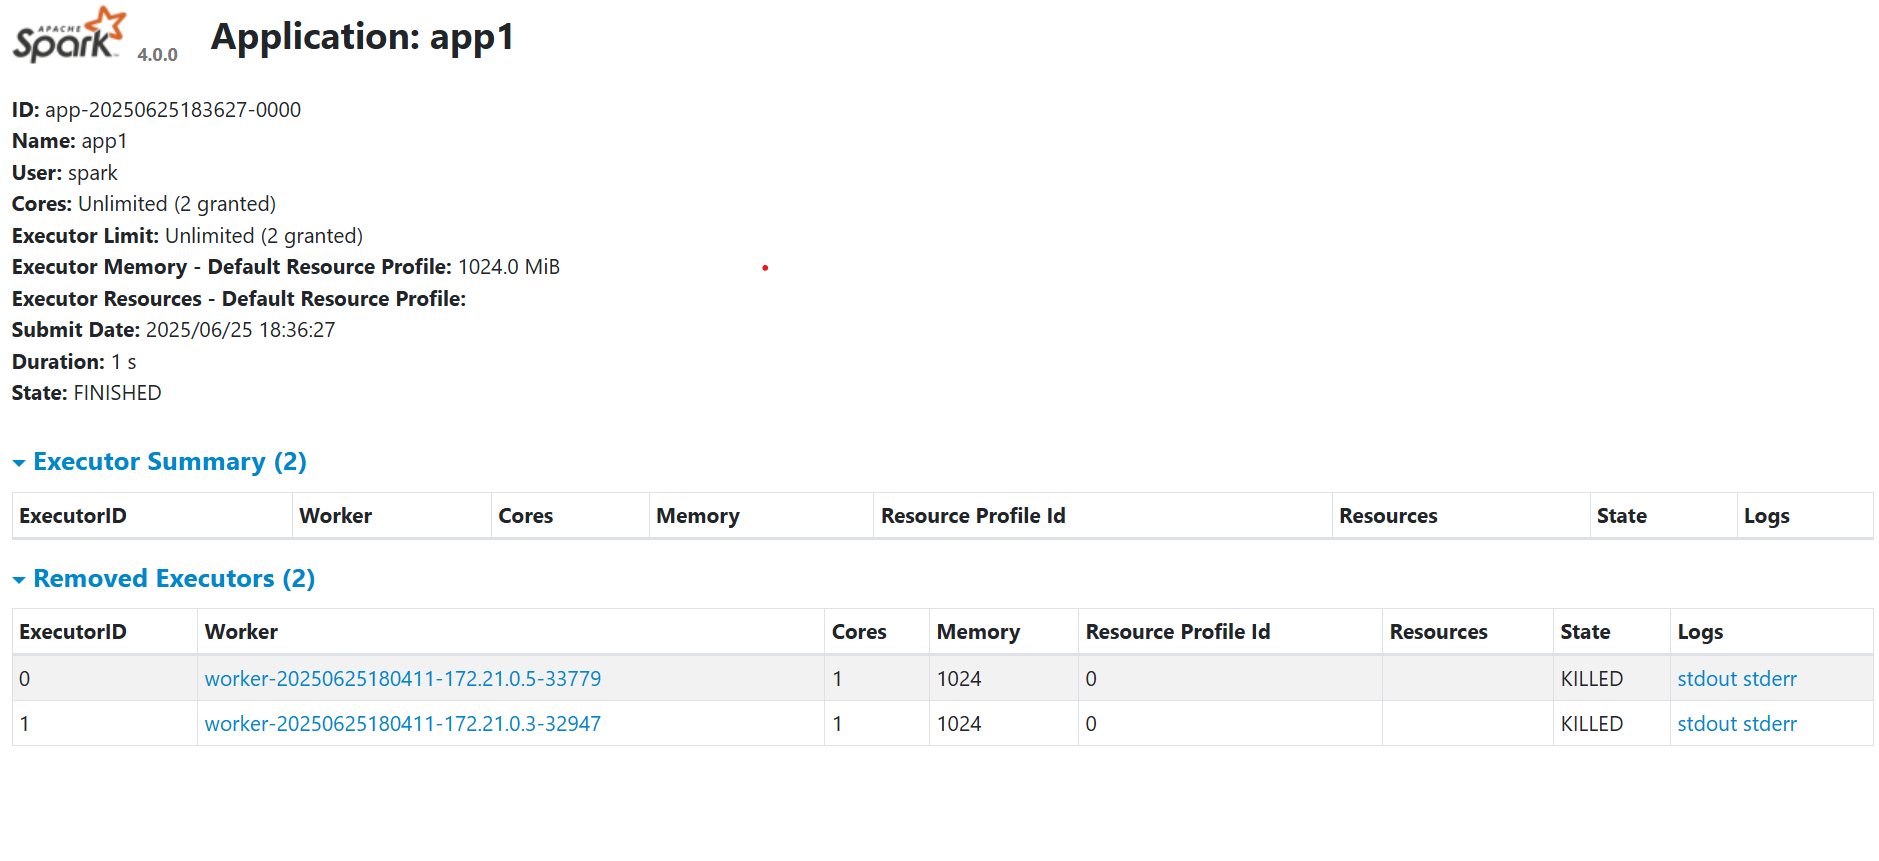 APACHE
Spark™ 4.0.0 Application: app1
ID: app-20250625183627-0000
Name: app1
User: spark
Cores: Unlimited (2 granted)
Executor Limit: Unlimited (2 granted)
Executor Memory - Default Resource Profile: 1024.0 MiB
Executor Resources - Default Resource Profile:
Submit Date: 2025/06/25 18:36:27
Duration: 1 s
State: FINISHED
Executor Summary (2)
ExecutorID Worker Cores Memory Resource Profile Id Resources State Logs
Removed Executors (2)
ExecutorID Worker Cores Memory Resource Profile Id Resources State Logs
0 worker-20250625180411-172.21.0.5-33779 1 1024 0 KILLED stdout stderr
1 worker-20250625180411-172.21.0.3-32947 1 1024 0 KILLED stdout stderr